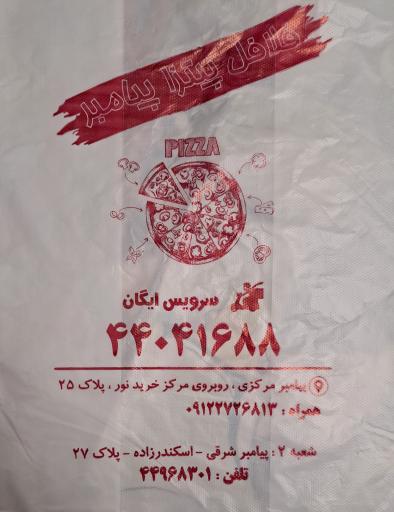 فلافل پیتزا پیامبر
PIZZA
سرویس ایگان
۴۴۰۴۱۶۸۸
پیامبر مرکزی ، روبروی مرکز خرید نور ، پلاک ۲۵
همراه : ۰۹۱۲۲۷۲۶۸۱۳
شعبه ۲ : پیامبر شرقی - اسکندرزاده - پلاک ۲۷
تلفن : ۴۴۹۶۸۳۰۱